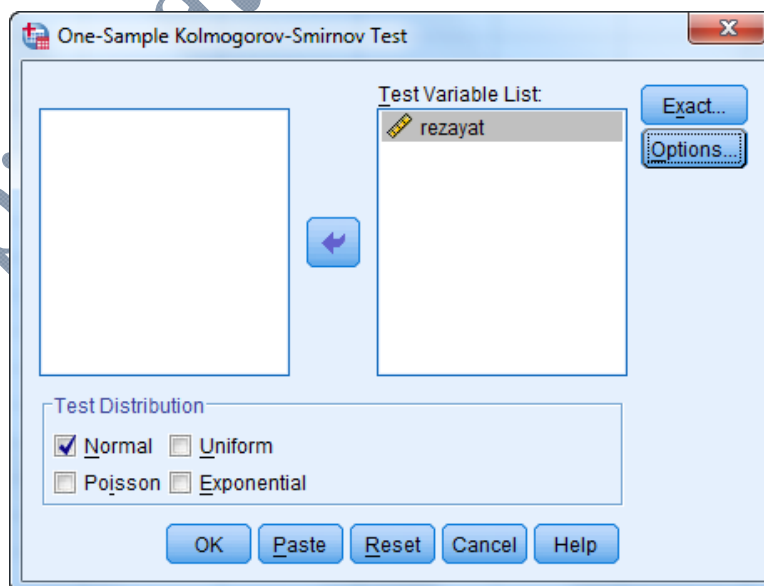 One-Sample Kolmogorov-Smirnov Test
Test Variable List:
rezayat
Exact...
Options...
Test Distribution
Normal
Uniform
Poisson
Exponential
OK
Paste
Reset
Cancel
Help